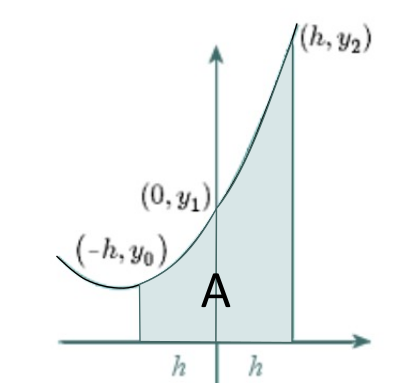 (h, y₂)
(0, y₁)
(-h, y₀)
A
h h